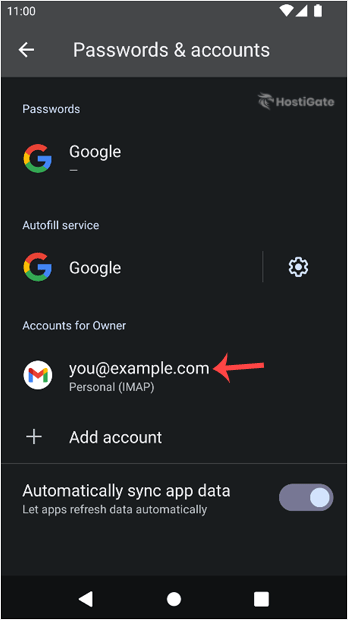 11:00
Passwords & accounts
HostiGate
Passwords
Google
—
Autofill service
Google
Accounts for Owner
you@example.com
Personal (IMAP)
Add account
Automatically sync app data
Let apps refresh data automatically